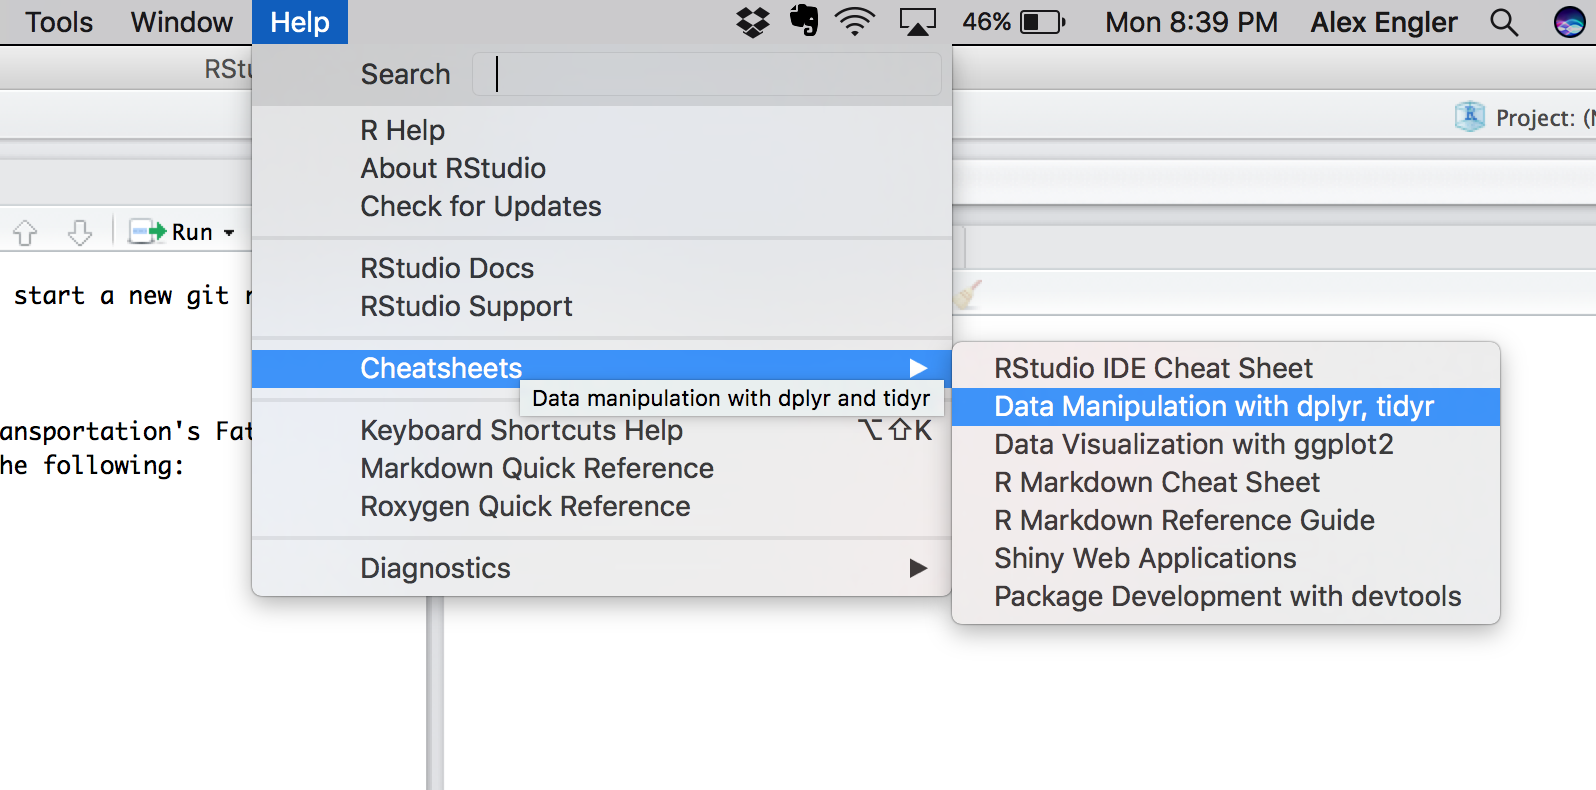 Tools Window Help 46% Mon 8:39 PM Alex Engler
RStu
Search
Project: (N
R Help
About RStudio
Check for Updates
Run
RStudio Docs
start a new git r
RStudio Support
Cheatsheets
Data manipulation with dplyr and tidyr
Keyboard Shortcuts Help ⌥⇧K
Markdown Quick Reference
Roxygen Quick Reference
Diagnostics
ansportation's Fat
he following:
RStudio IDE Cheat Sheet
Data Manipulation with dplyr, tidyr
Data Visualization with ggplot2
R Markdown Cheat Sheet
R Markdown Reference Guide
Shiny Web Applications
Package Development with devtools